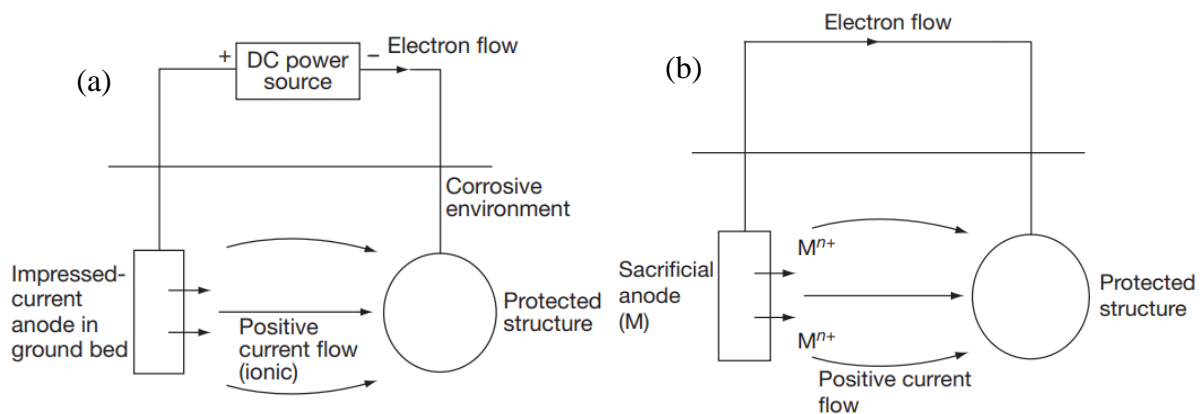 (a)
+
DC power
source
–
Electron flow
Corrosive
environment
Impressed-
current
anode in
ground bed
Positive
current flow
(ionic)
Protected
structure
(b)
Electron flow
Sacrificial
anode
(M)
Mⁿ⁺
Mⁿ⁺
Positive current
flow
Protected
structure